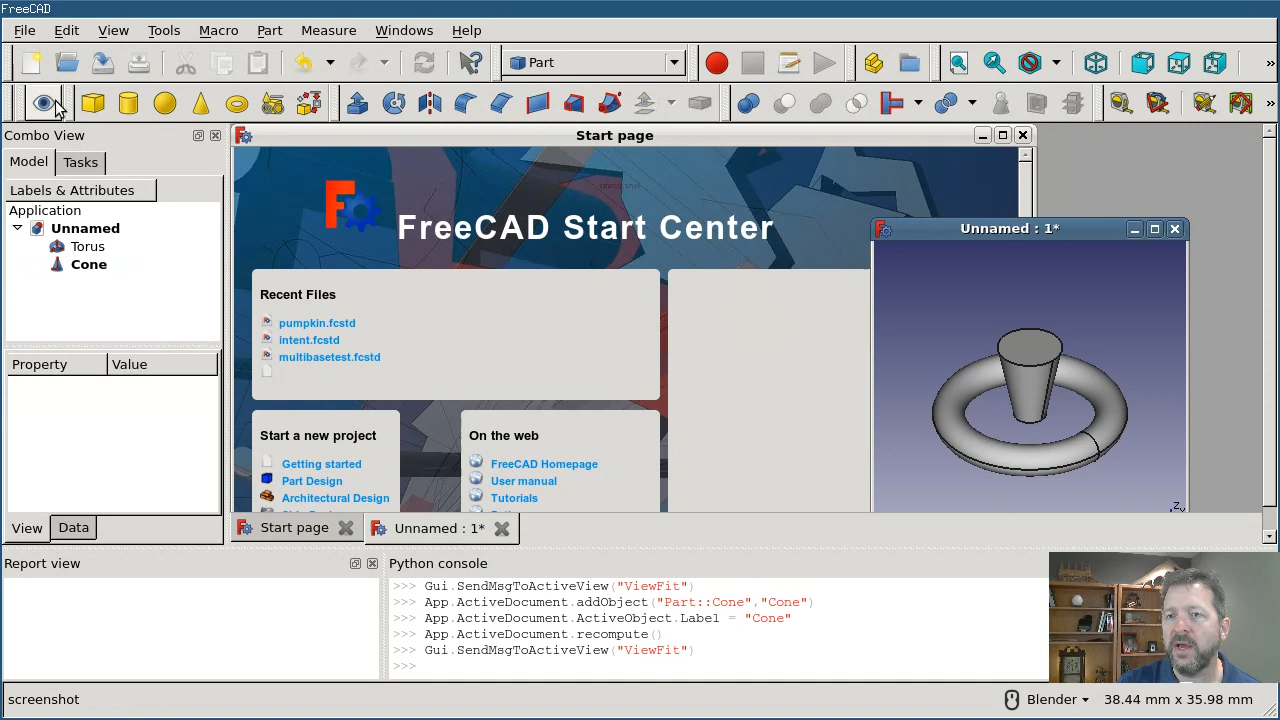 FreeCAD
File Edit View Tools Macro Part Measure Windows Help
Part
»
»
Combo View
Start page
Model Tasks
Labels & Attributes
Application
Unnamed
Torus
Cone
FreeCAD Start Center
Unnamed : 1*
Recent Files
pumpkin.fcstd
intent.fcstd
multibasetest.fcstd
Property Value
Start a new project
Getting started
Part Design
Architectural Design
On the web
FreeCAD Homepage
User manual
Tutorials
View Data
Start page
Unnamed : 1*
Report view
Python console
>>> Gui.SendMsgToActiveView("ViewFit")
>>> App.ActiveDocument.addObject("Part::Cone","Cone")
>>> App.ActiveDocument.ActiveObject.Label = "Cone"
>>> App.ActiveDocument.recompute()
>>> Gui.SendMsgToActiveView("ViewFit")
>>>
screenshot
Blender
38.44 mm x 35.98 mm